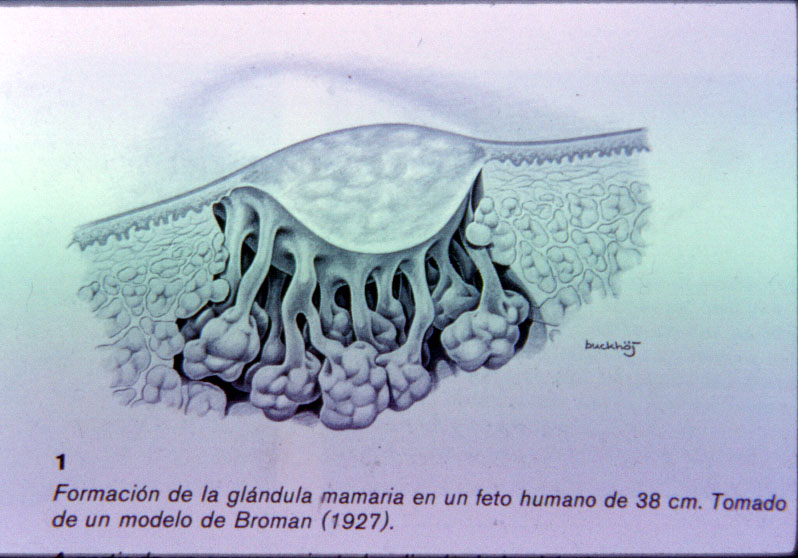 buckhöj
1
Formación de la glándula mamaria en un feto humano de 38 cm. Tomado
de un modelo de Broman (1927).